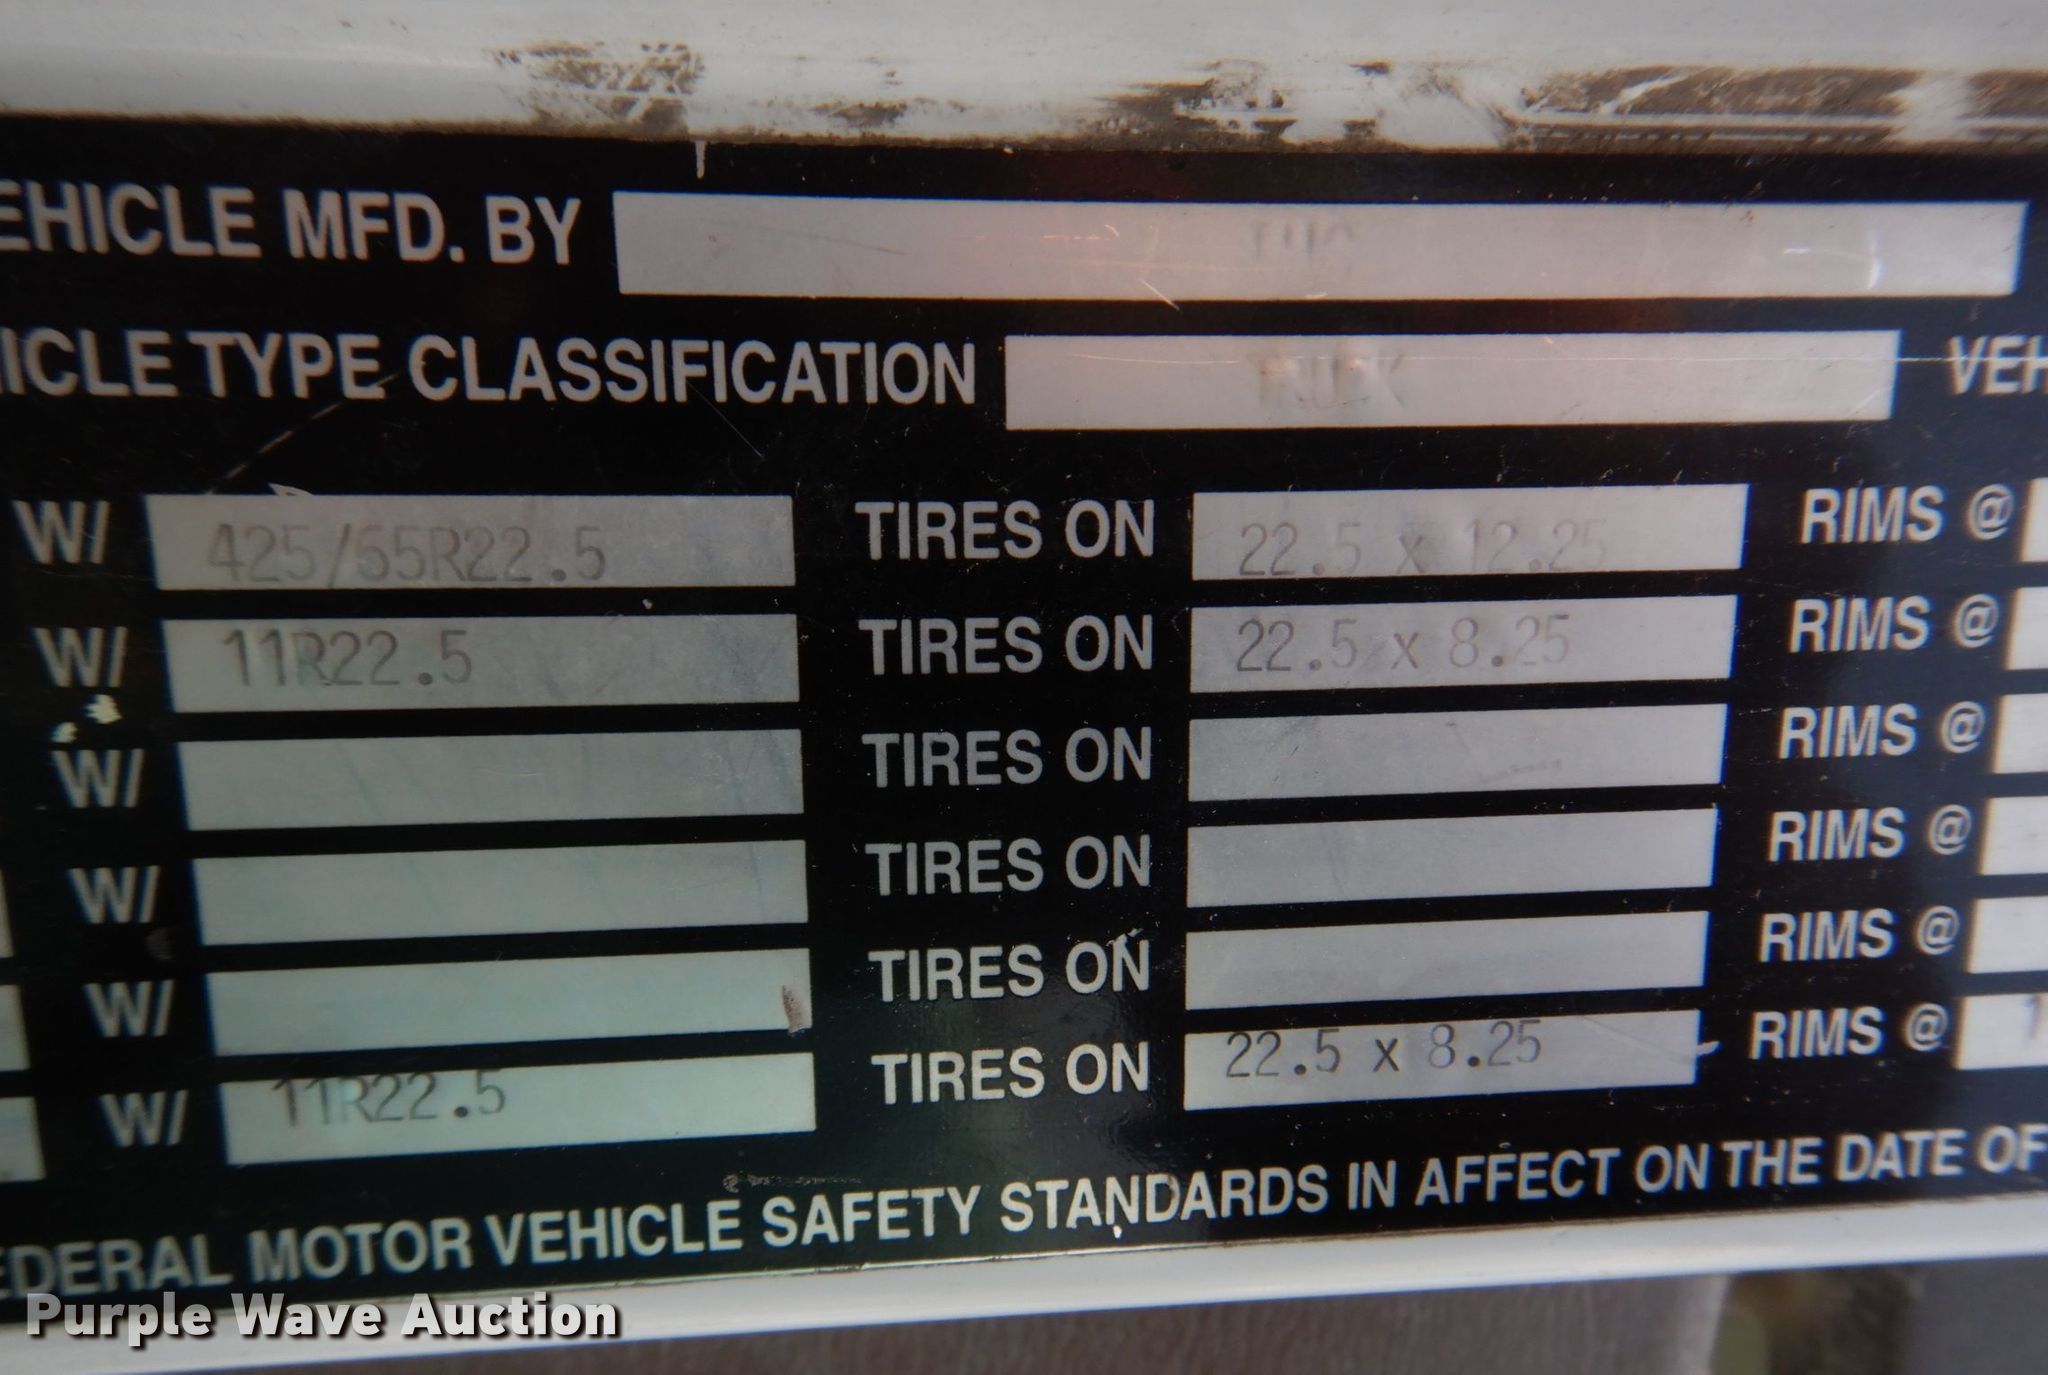 EHICLE MFD. BY
ICLE TYPE CLASSIFICATION TRUCK VEH
W/ 425/65R22.5 TIRES ON 22.5 x 12.25 RIMS @
W/ 11R22.5 TIRES ON 22.5 x 8.25 RIMS @
W/ TIRES ON RIMS @
W/ TIRES ON RIMS @
W/ TIRES ON RIMS @
W/ 11R22.5 TIRES ON 22.5 x 8.25 RIMS @ 1
EDERAL MOTOR VEHICLE SAFETY STANDARDS IN AFFECT ON THE DATE OF
Purple Wave Auction